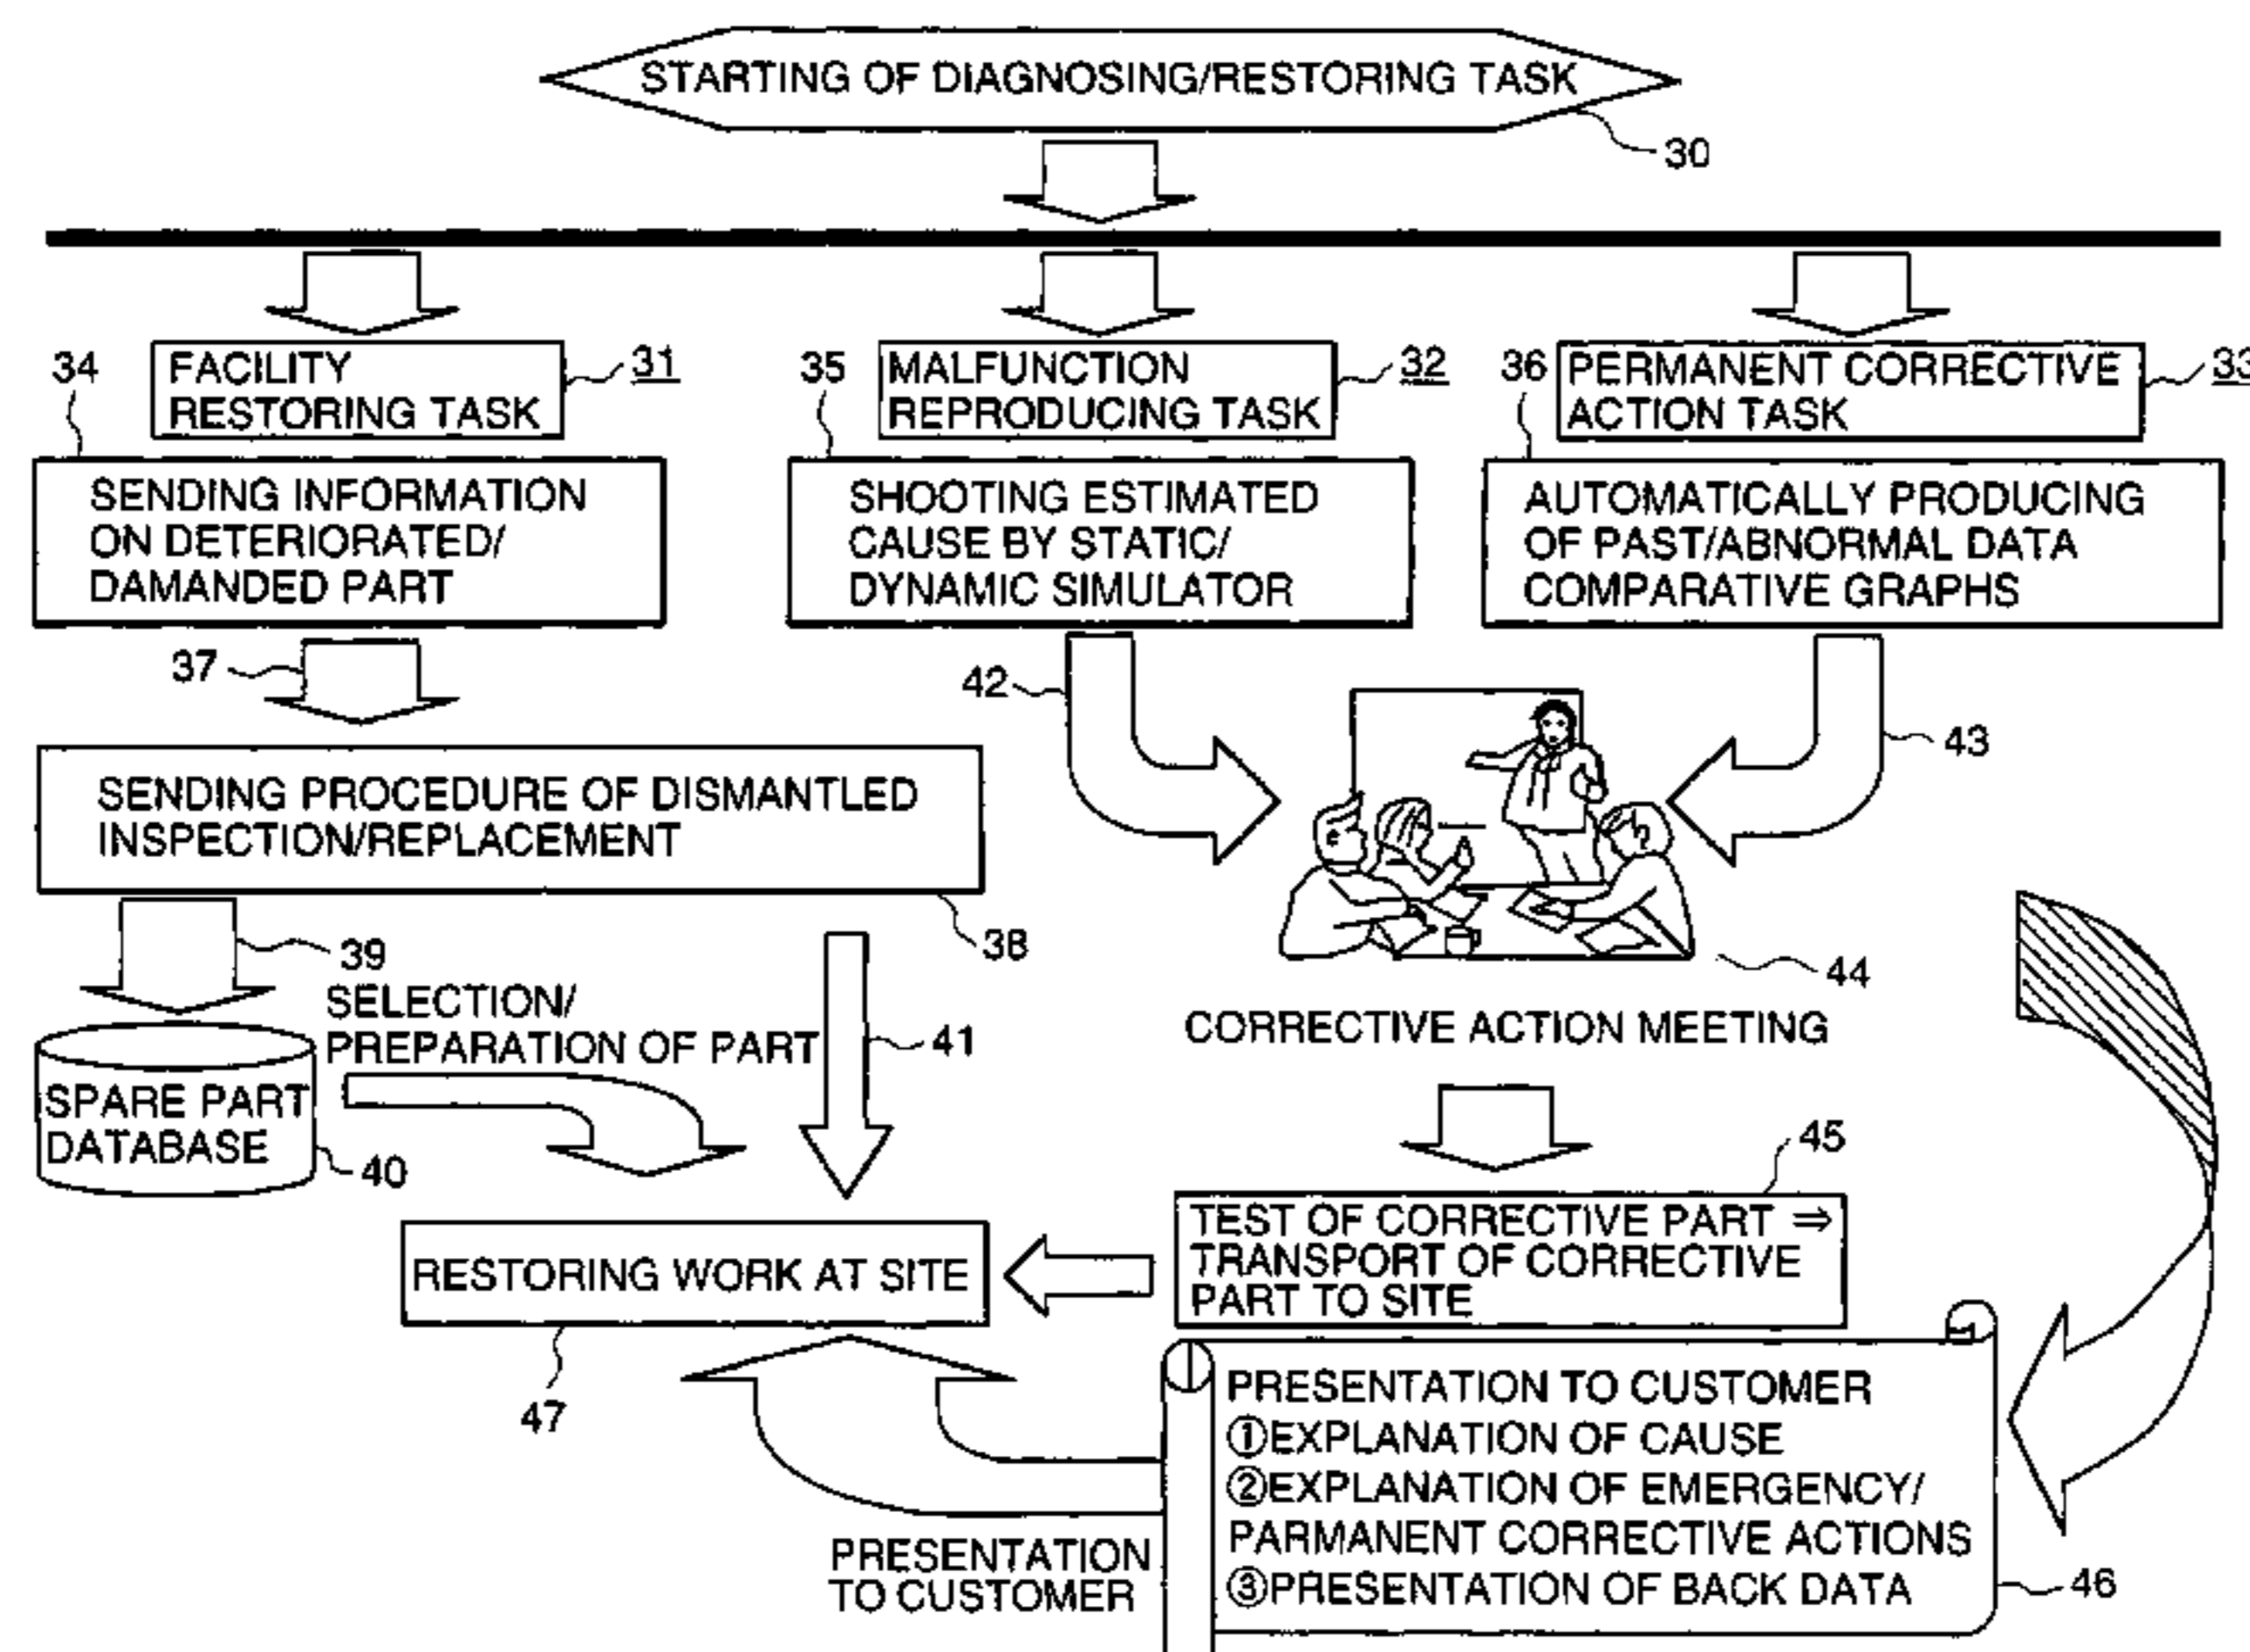 STARTING OF DIAGNOSING/RESTORING TASK
30
34
FACILITY
RESTORING TASK
31
35
MALFUNCTION
REPRODUCING TASK
32
36
PERMANENT CORRECTIVE
ACTION TASK
33
SENDING INFORMATION
ON DETERIORATED/
DAMANDED PART
SHOOTING ESTIMATED
CAUSE BY STATIC/
DYNAMIC SIMULATOR
AUTOMATICALLY PRODUCING
OF PAST/ABNORMAL DATA
COMPARATIVE GRAPHS
37
42
43
SENDING PROCEDURE OF DISMANTLED
INSPECTION/REPLACEMENT
38
39
44
SELECTION/
PREPARATION OF PART
41
CORRECTIVE ACTION MEETING
SPARE PART
DATABASE
40
45
TEST OF CORRECTIVE PART ⇒
TRANSPORT OF CORRECTIVE
PART TO SITE
RESTORING WORK AT SITE
47
PRESENTATION TO CUSTOMER
①EXPLANATION OF CAUSE
②EXPLANATION OF EMERGENCY/
PARMANENT CORRECTIVE ACTIONS
③PRESENTATION OF BACK DATA
46
PRESENTATION
TO CUSTOMER